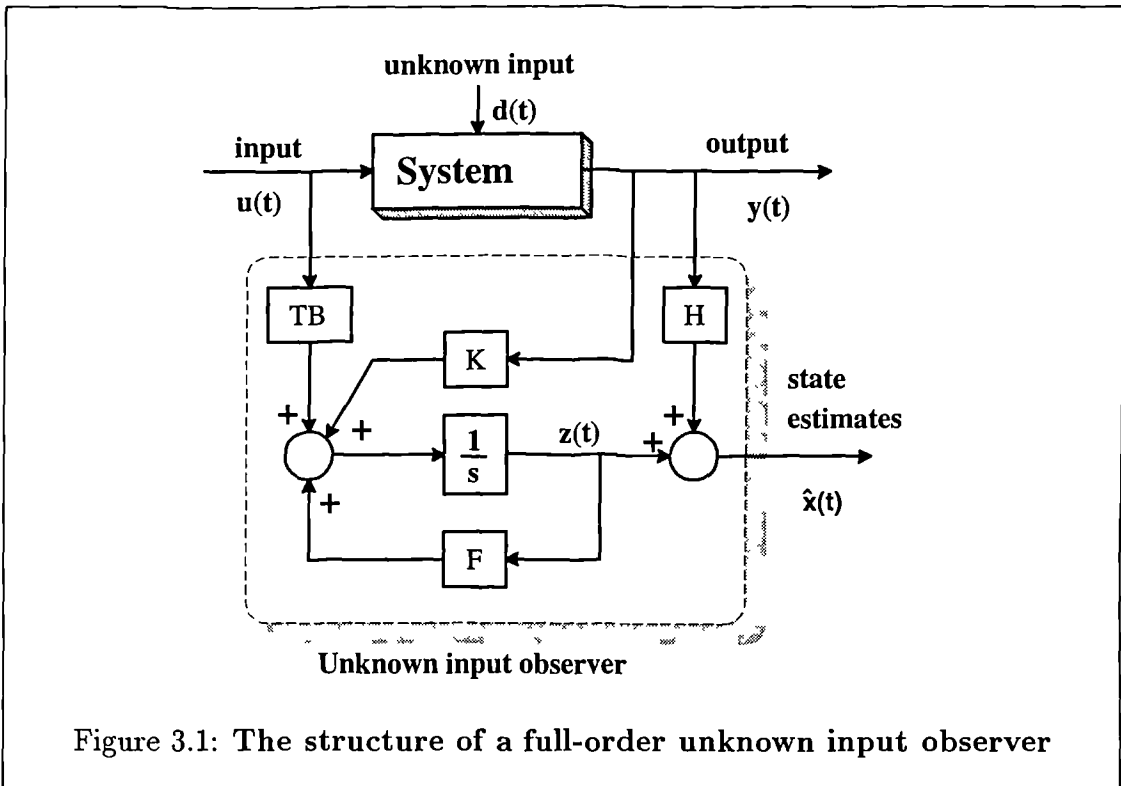 unknown input
d(t)
input
System
output
u(t)
y(t)
TB
H
K
state
estimates
+
+
+
1
s
z(t)
+
+
x̂(t)
F
Unknown input observer
Figure 3.1: The structure of a full-order unknown input observer